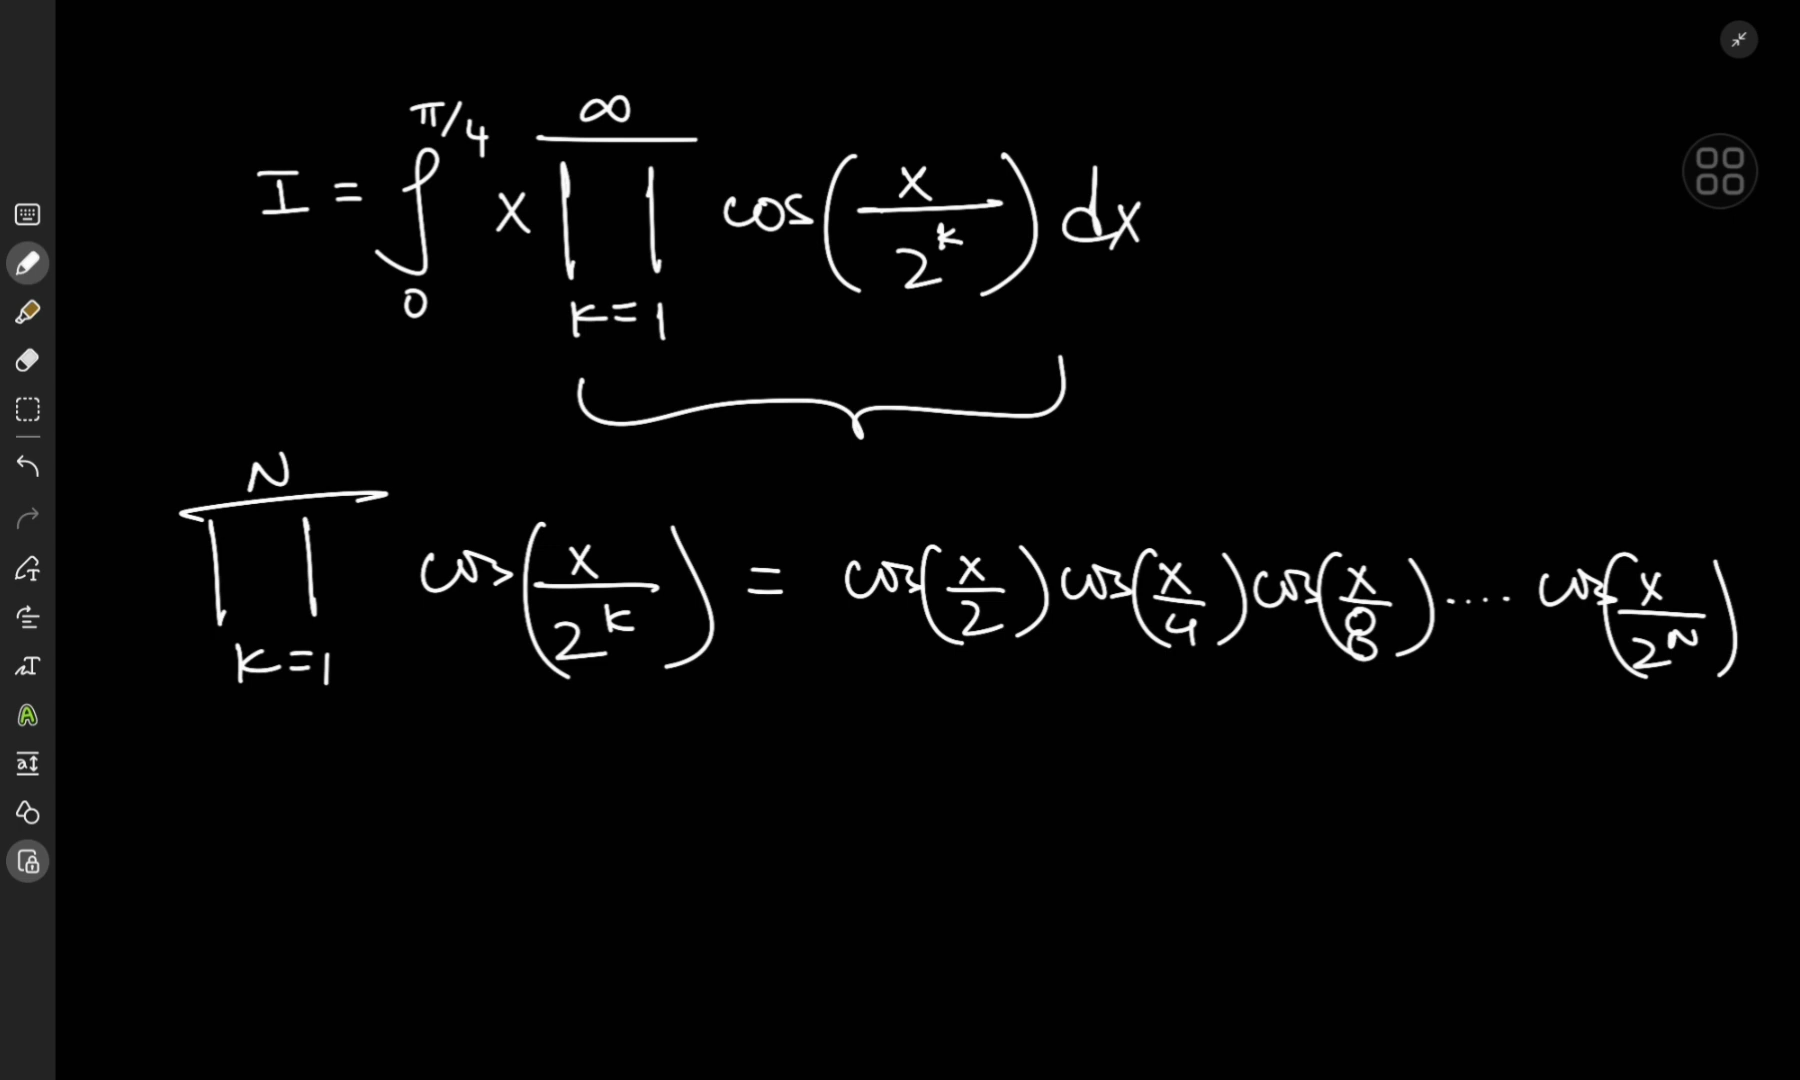 I = ∫₀^{π/4} x ∏_{k=1}^{∞} cos(x/2^k) dx
∏_{k=1}^{N} cos(x/2^k) = cos(x/2) cos(x/4) cos(x/8) .... cos(x/2^N)